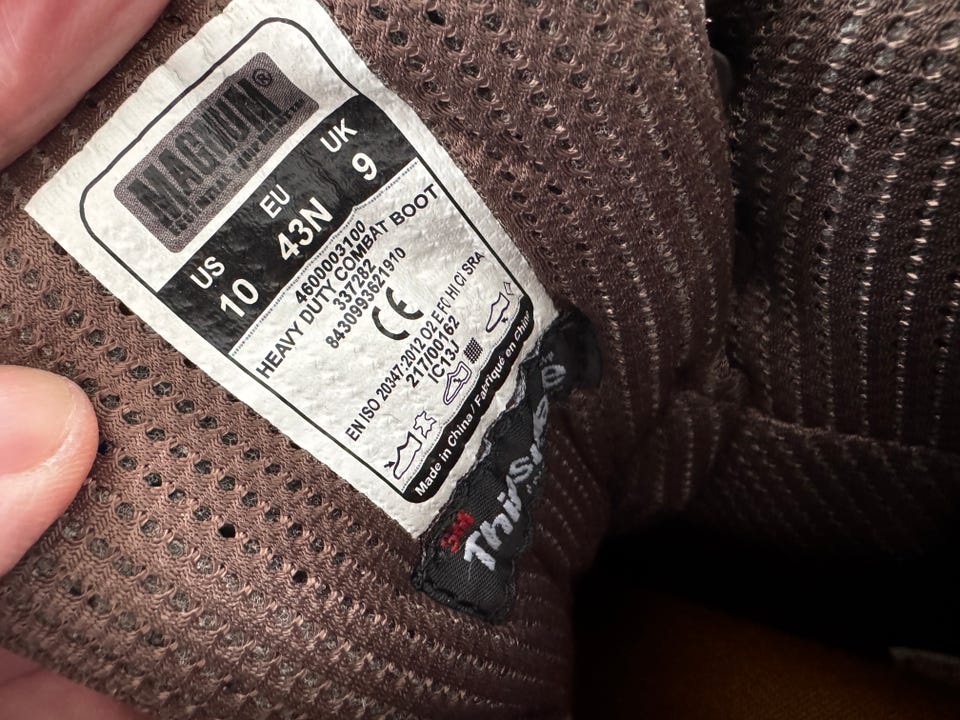 MAGNUM®
US EU UK
10 43N 9
4600003100
HEAVY DUTY COMBAT BOOT
337282
8430993621910
CE
EN ISO 20347:2012 O2 E FO HI CI SRA
217/00162
IC13J
Made in China / Fabriqué en Chine